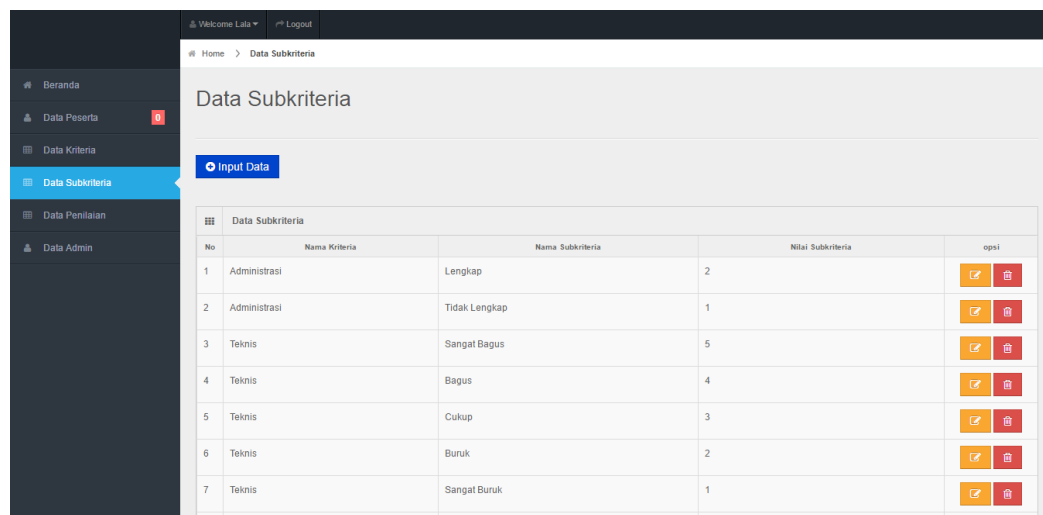 Welcome Lala Logout
Home > Data Subkriteria
Beranda
Data Peserta 0
Data Kriteria
Data Subkriteria
Data Penilaian
Data Admin
Data Subkriteria
Input Data
Data Subkriteria
No Nama Kriteria Nama Subkriteria Nilai Subkriteria opsi
1 Administrasi Lengkap 2
2 Administrasi Tidak Lengkap 1
3 Teknis Sangat Bagus 5
4 Teknis Bagus 4
5 Teknis Cukup 3
6 Teknis Buruk 2
7 Teknis Sangat Buruk 1